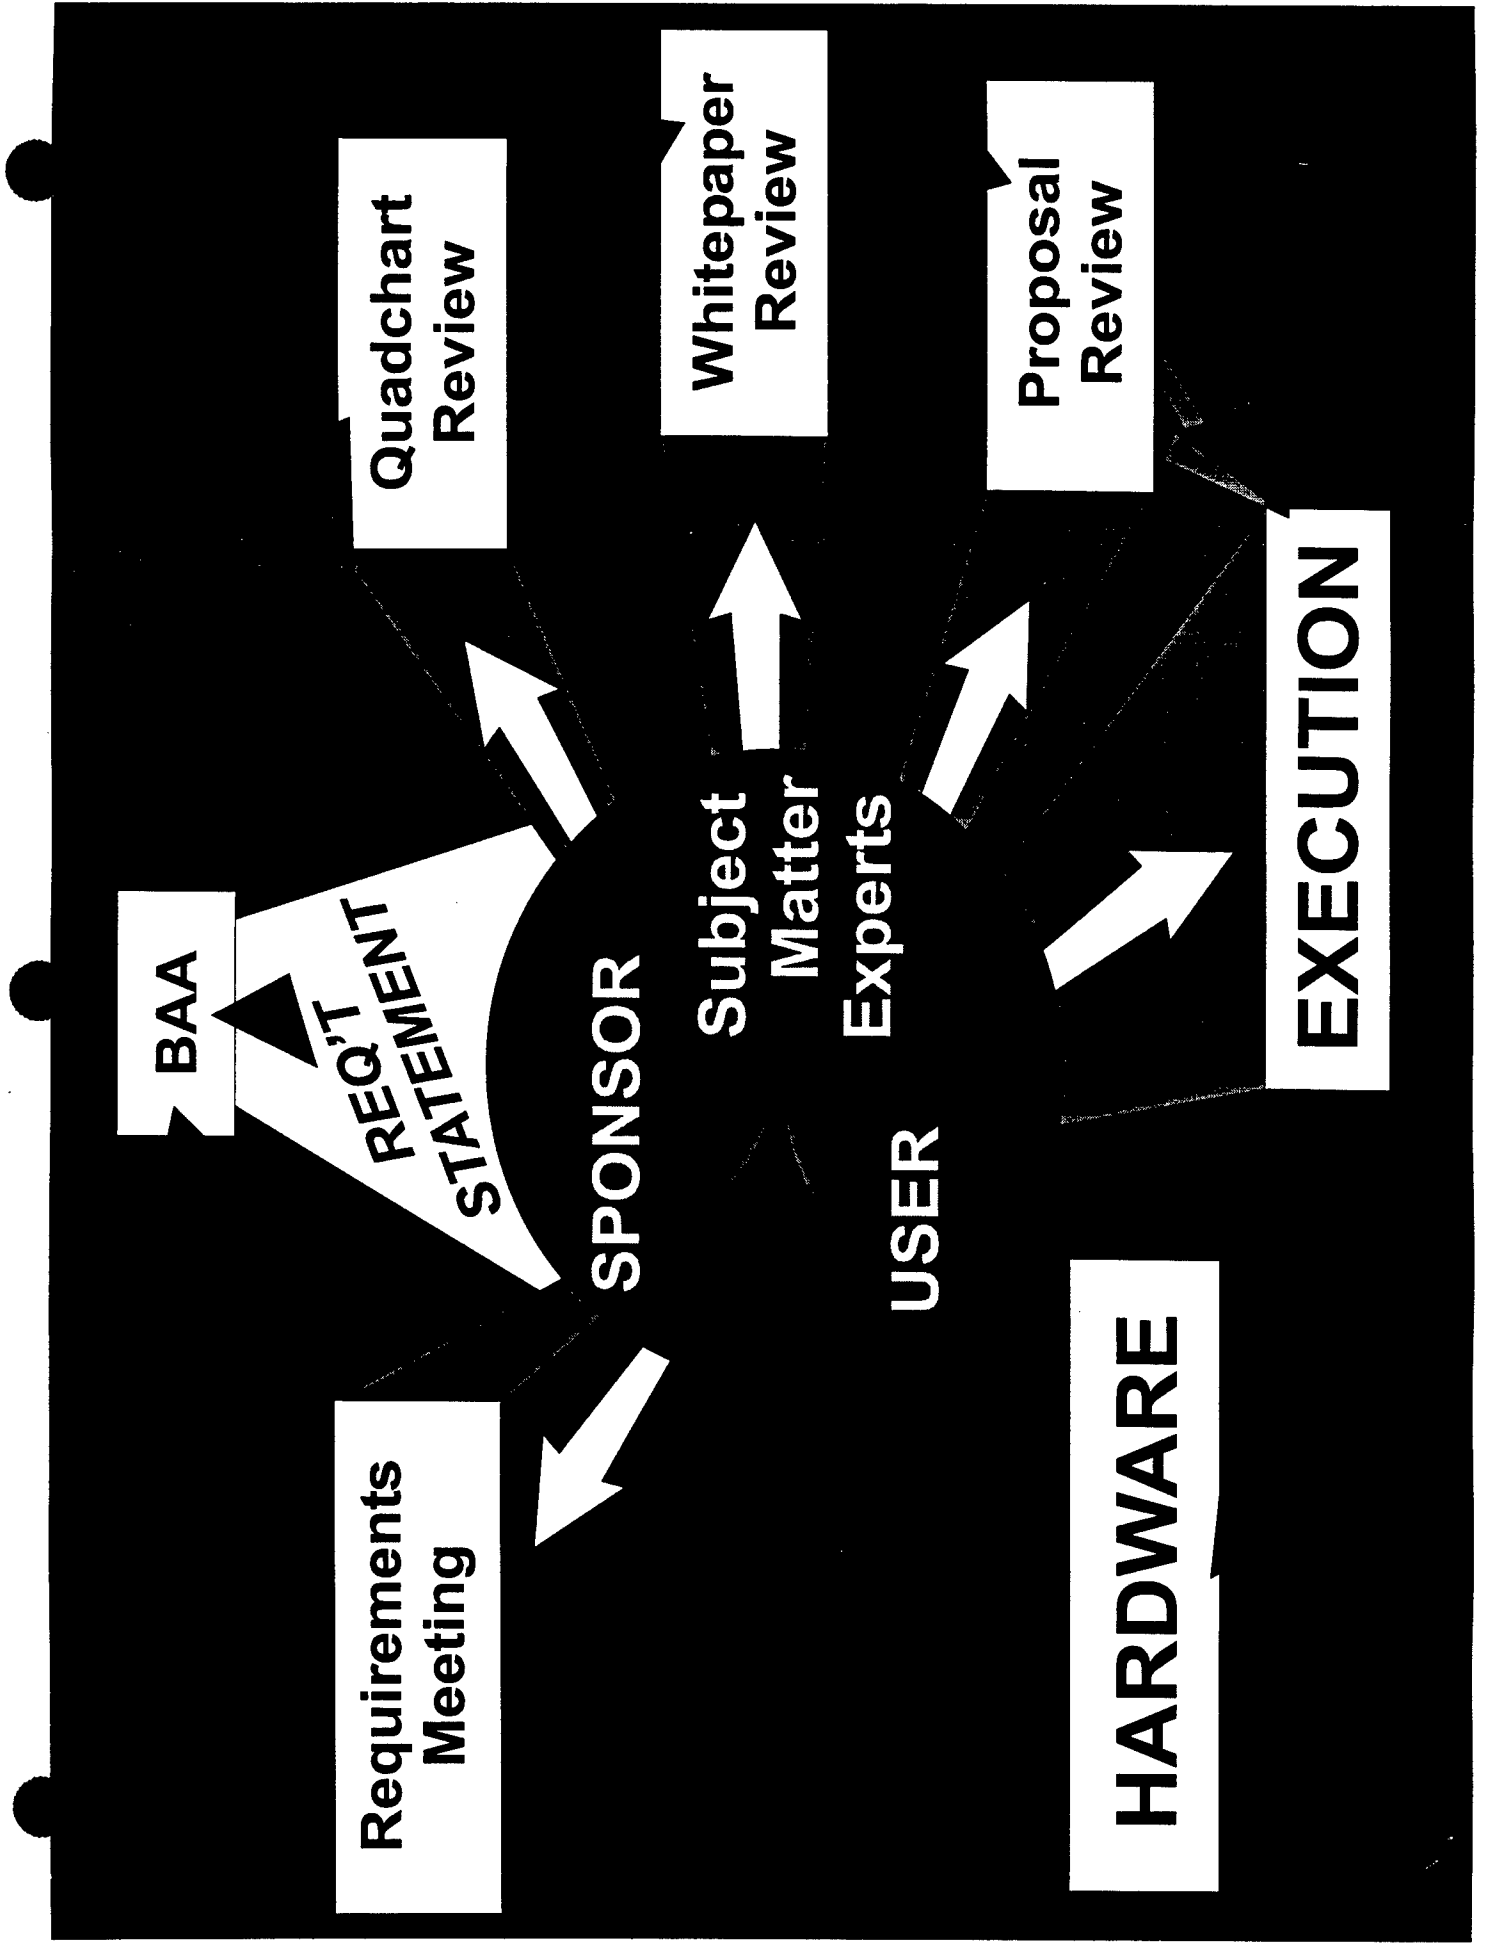 BAA
REQ'T
STATEMENT
Requirements
Meeting
Quadchart
Review
SPONSOR
Subject
Matter
Experts
Whitepaper
Review
USER
Proposal
Review
HARDWARE
EXECUTION